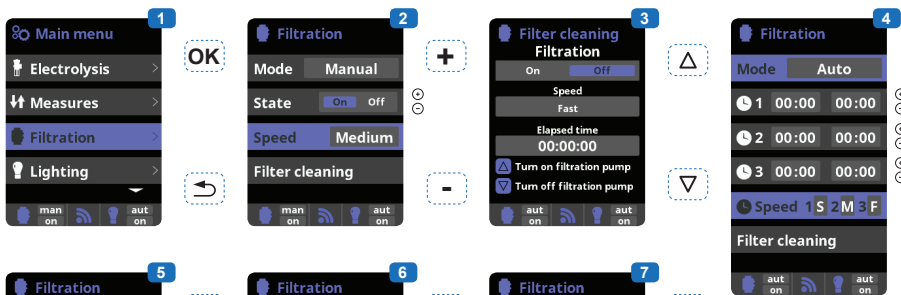 1
Main menu
Electrolysis
Measures
Filtration
Lighting
man on
aut on
OK
2
Filtration
Mode Manual
State On Off
Speed Medium
Filter cleaning
man on
aut on
+
-
3
Filter cleaning
Filtration
On Off
Speed
Fast
Elapsed time
00:00:00
Turn on filtration pump
Turn off filtration pump
aut on
aut on
4
Filtration
Mode Auto
1 00:00 00:00
2 00:00 00:00
3 00:00 00:00
Speed 1 S 2 M 3 F
Filter cleaning
aut on
aut on
5
Filtration
6
Filtration
7
Filtration